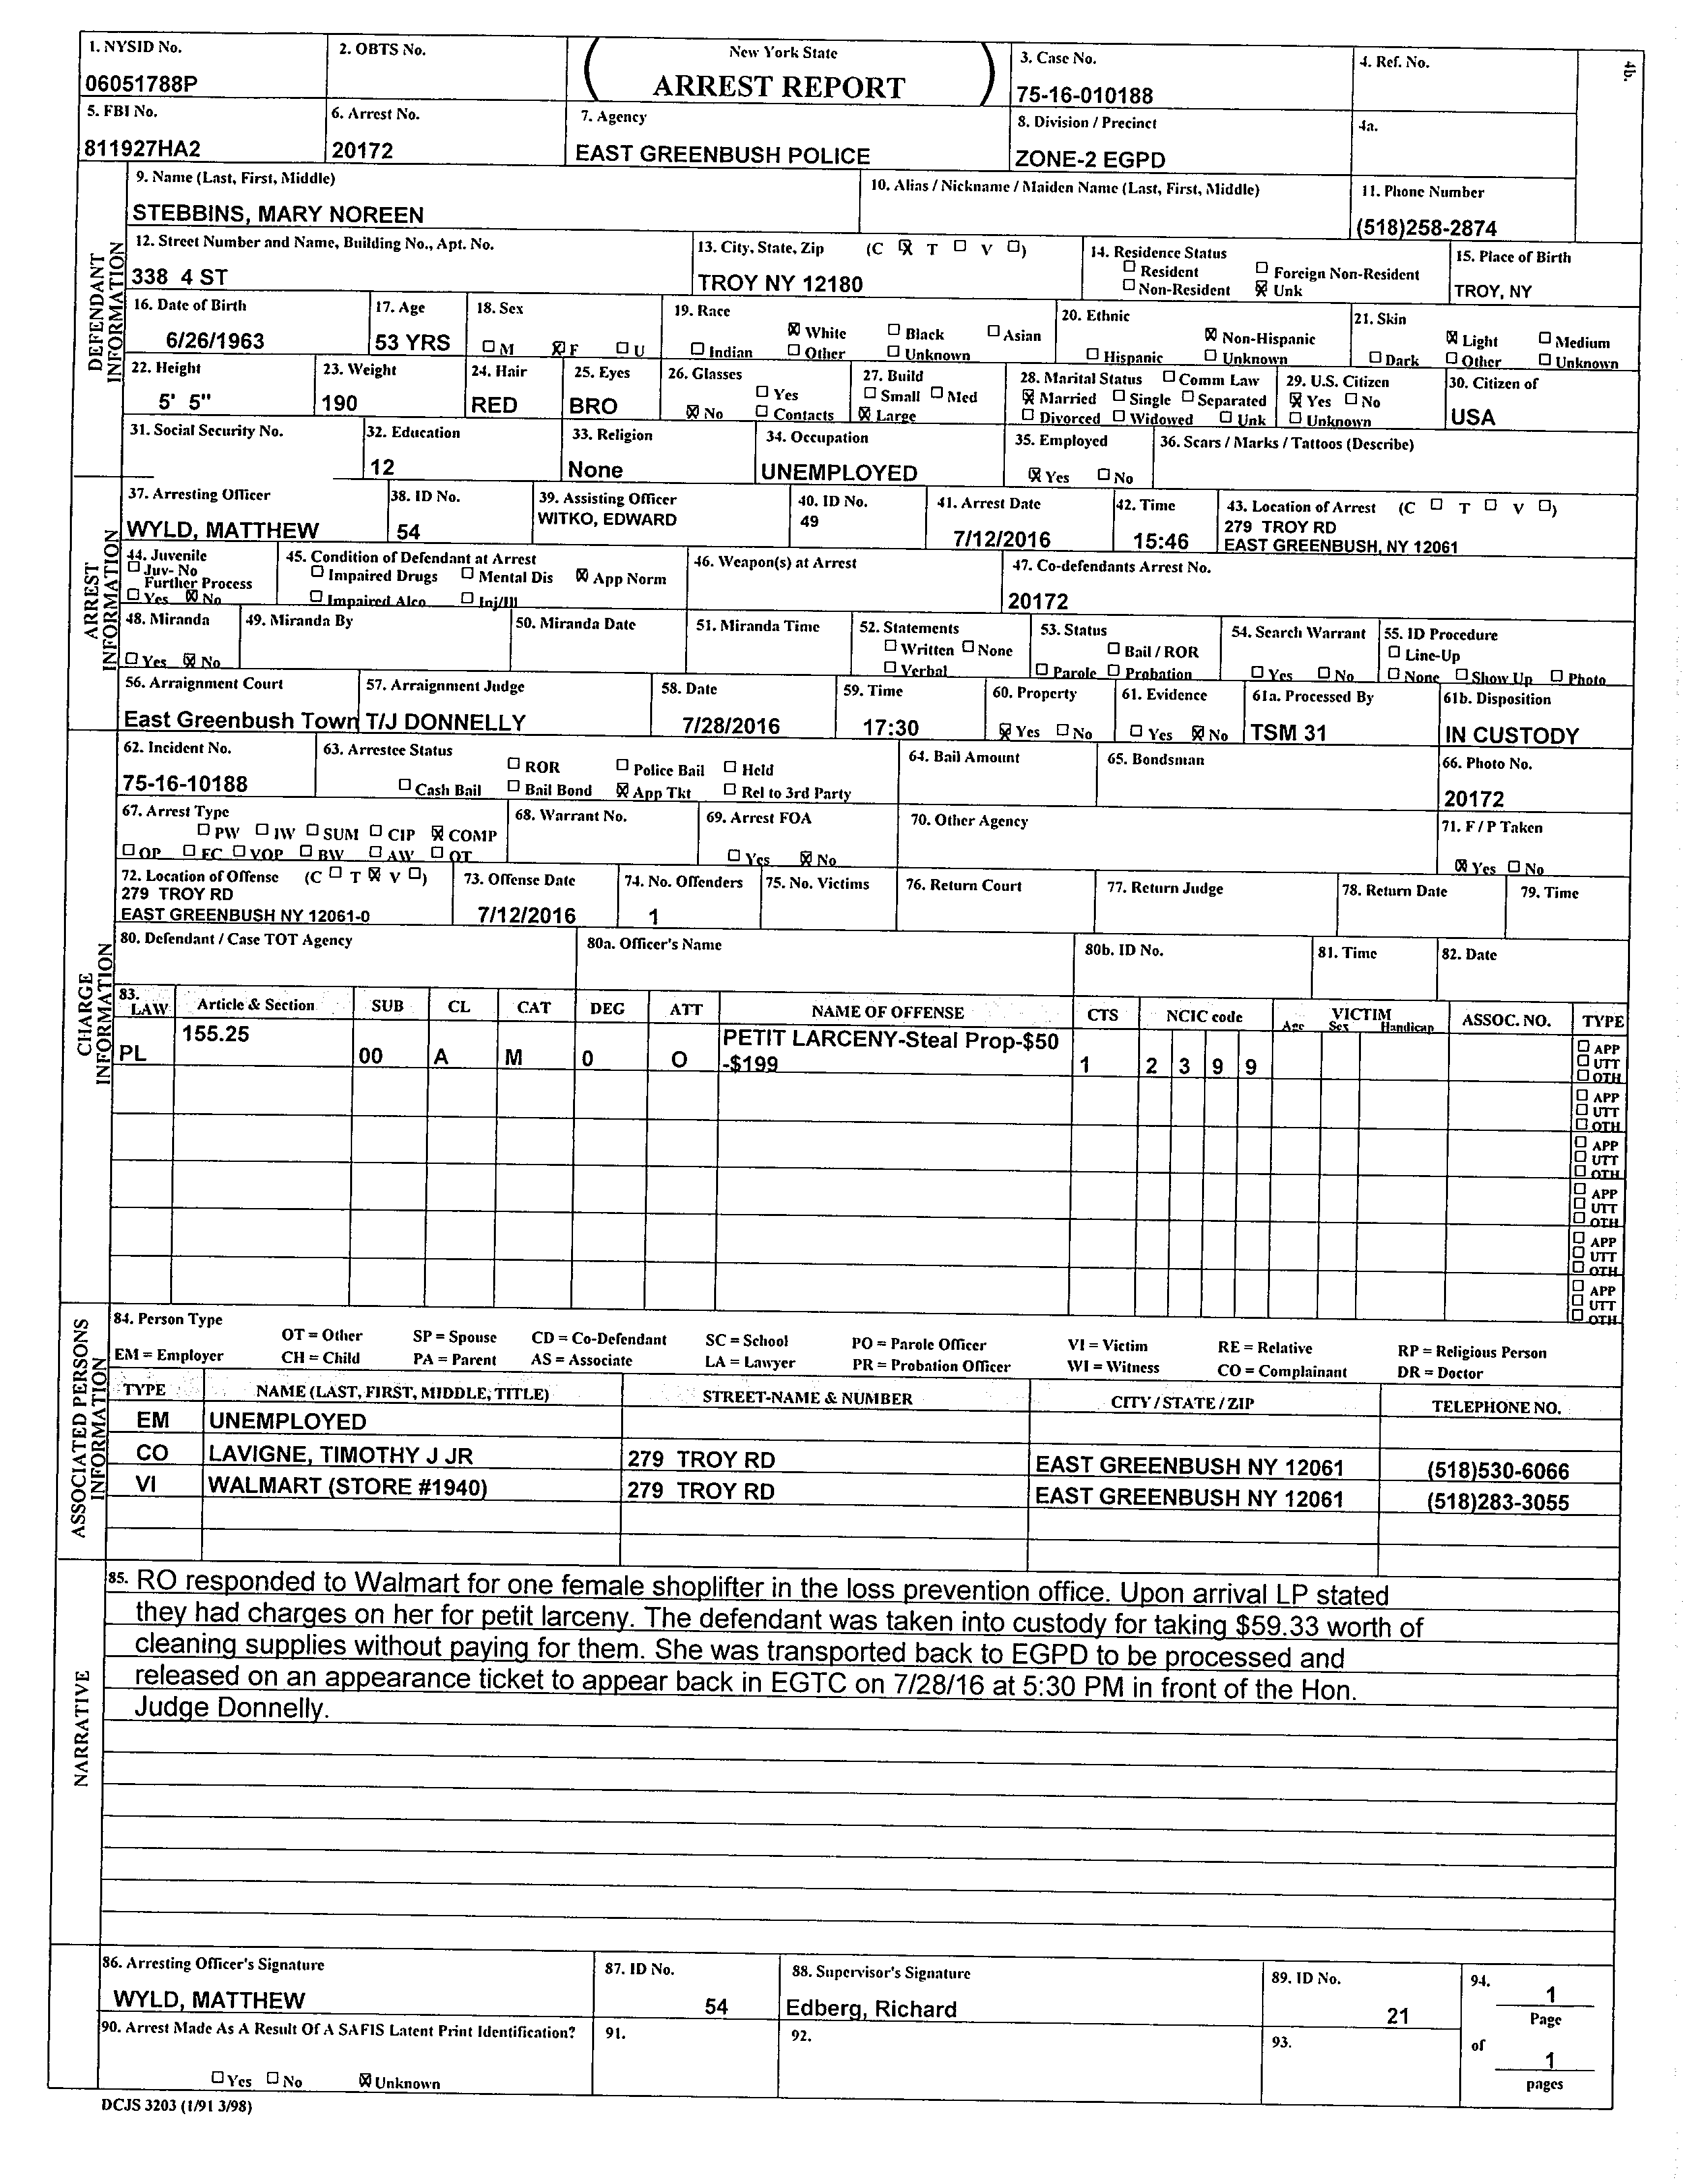 1. NYSID No.
06051788P
2. OBTS No.
New York State
ARREST REPORT
3. Case No.
75-16-010188
4. Ref. No.
4b.
5. FBI No.
811927HA2
6. Arrest No.
20172
7. Agency
EAST GREENBUSH POLICE
8. Division / Precinct
ZONE-2 EGPD
4a.
DEFENDANT INFORMATION
9. Name (Last, First, Middle)
STEBBINS, MARY NOREEN
10. Alias / Nickname / Maiden Name (Last, First, Middle)
11. Phone Number
(518)258-2874
12. Street Number and Name, Building No., Apt. No.
338 4 ST
13. City, State, Zip (C ☒ T ☐ V ☐)
TROY NY 12180
14. Residence Status
☐ Resident ☐ Foreign Non-Resident
☐ Non-Resident ☒ Unk
15. Place of Birth
TROY, NY
16. Date of Birth
6/26/1963
17. Age
53 YRS
18. Sex
☐ M ☒ F ☐ U
19. Race
☒ White ☐ Black ☐ Asian
☐ Indian ☐ Other ☐ Unknown
20. Ethnic
☒ Non-Hispanic
☐ Hispanic ☐ Unknown
21. Skin
☒ Light ☐ Medium
☐ Dark ☐ Other ☐ Unknown
22. Height
5' 5"
23. Weight
190
24. Hair
RED
25. Eyes
BRO
26. Glasses
☐ Yes
☒ No ☐ Contacts
27. Build
☐ Small ☐ Med
☒ Large
28. Marital Status ☐ Comm Law
☒ Married ☐ Single ☐ Separated
☐ Divorced ☐ Widowed ☐ Unk
29. U.S. Citizen
☒ Yes ☐ No
☐ Unknown
30. Citizen of
USA
31. Social Security No.
32. Education
12
33. Religion
None
34. Occupation
UNEMPLOYED
35. Employed
☒ Yes ☐ No
36. Scars / Marks / Tattoos (Describe)
ARREST INFORMATION
37. Arresting Officer
WYLD, MATTHEW
38. ID No.
54
39. Assisting Officer
WITKO, EDWARD
40. ID No.
49
41. Arrest Date
7/12/2016
42. Time
15:46
43. Location of Arrest (C ☐ T ☐ V ☐)
279 TROY RD
EAST GREENBUSH, NY 12061
44. Juvenile
☐ Juv- No
Further Process
☐ Yes ☒ No
45. Condition of Defendant at Arrest
☐ Impaired Drugs ☐ Mental Dis ☒ App Norm
☐ Impaired Alco ☐ Inj/Ill
46. Weapon(s) at Arrest
47. Co-defendants Arrest No.
20172
48. Miranda
☐ Yes ☒ No
49. Miranda By
50. Miranda Date
51. Miranda Time
52. Statements
☐ Written ☐ None
☐ Verbal
53. Status
☐ Bail / ROR
☐ Parole ☐ Probation
54. Search Warrant
☐ Yes ☐ No
55. ID Procedure
☐ Line-Up
☐ None ☐ Show Up ☐ Photo
56. Arraignment Court
East Greenbush Town
57. Arraignment Judge
T/J DONNELLY
58. Date
7/28/2016
59. Time
17:30
60. Property
☒ Yes ☐ No
61. Evidence
☐ Yes ☒ No
61a. Processed By
TSM 31
61b. Disposition
IN CUSTODY
CHARGE INFORMATION
62. Incident No.
75-16-10188
63. Arrestee Status
☐ ROR ☐ Police Bail ☐ Held
☐ Cash Bail ☐ Bail Bond ☒ App Tkt ☐ Rel to 3rd Party
64. Bail Amount
65. Bondsman
66. Photo No.
20172
67. Arrest Type
☐ PW ☐ IW ☐ SUM ☐ CIP ☒ COMP
☐ OP ☐ FC ☐ VOP ☐ BW ☐ AW ☐ OT
68. Warrant No.
69. Arrest FOA
☐ Yes ☒ No
70. Other Agency
71. F / P Taken
☒ Yes ☐ No
72. Location of Offense (C ☐ T ☒ V ☐)
279 TROY RD
EAST GREENBUSH NY 12061-0
73. Offense Date
7/12/2016
74. No. Offenders
1
75. No. Victims
76. Return Court
77. Return Judge
78. Return Date
79. Time
80. Defendant / Case TOT Agency
80a. Officer's Name
80b. ID No.
81. Time
82. Date
83. LAW Article & Section SUB CL CAT DEG ATT NAME OF OFFENSE CTS NCIC code VICTIM Age Sex Handicap ASSOC. NO. TYPE
PL 155.25 00 A M 0 O PETIT LARCENY-Steal Prop-$50
-$199 1 2 3 9 9
☐ APP
☐ UTT
☐ OTH
☐ APP
☐ UTT
☐ OTH
☐ APP
☐ UTT
☐ OTH
☐ APP
☐ UTT
☐ OTH
☐ APP
☐ UTT
☐ OTH
☐ APP
☐ UTT
☐ OTH
ASSOCIATED PERSONS INFORMATION
84. Person Type
OT = Other SP = Spouse CD = Co-Defendant SC = School PO = Parole Officer VI = Victim RE = Relative RP = Religious Person
EM = Employer CH = Child PA = Parent AS = Associate LA = Lawyer PR = Probation Officer WI = Witness CO = Complainant DR = Doctor
TYPE NAME (LAST, FIRST, MIDDLE, TITLE) STREET-NAME & NUMBER CITY / STATE / ZIP TELEPHONE NO.
EM UNEMPLOYED
CO LAVIGNE, TIMOTHY J JR 279 TROY RD EAST GREENBUSH NY 12061 (518)530-6066
VI WALMART (STORE #1940) 279 TROY RD EAST GREENBUSH NY 12061 (518)283-3055
NARRATIVE
85. RO responded to Walmart for one female shoplifter in the loss prevention office. Upon arrival LP stated
they had charges on her for petit larceny. The defendant was taken into custody for taking $59.33 worth of
cleaning supplies without paying for them. She was transported back to EGPD to be processed and
released on an appearance ticket to appear back in EGTC on 7/28/16 at 5:30 PM in front of the Hon.
Judge Donnelly.
86. Arresting Officer's Signature
WYLD, MATTHEW
87. ID No.
54
88. Supervisor's Signature
Edberg, Richard
89. ID No.
21
94.
1
Page
of
1
pages
90. Arrest Made As A Result Of A SAFIS Latent Print Identification?
☐ Yes ☐ No ☒ Unknown
91.
92.
93.
DCJS 3203 (1/91 3/98)